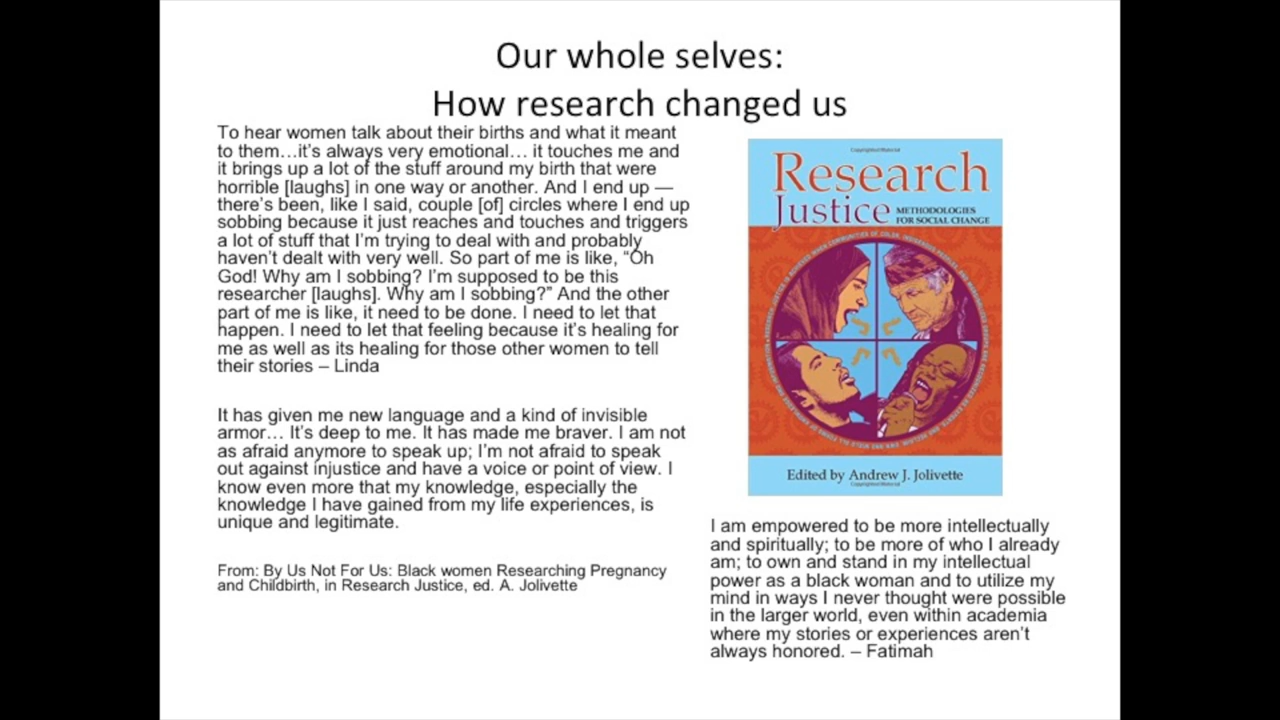 Our whole selves:
How research changed us
To hear women talk about their births and what it meant
to them…it’s always very emotional… it touches me and
it brings up a lot of the stuff around my birth that were
horrible [laughs] in one way or another. And I end up —
there’s been, like I said, couple [of] circles where I end up
sobbing because it just reaches and touches and triggers
a lot of stuff that I’m trying to deal with and probably
haven’t dealt with very well. So part of me is like, “Oh
God! Why am I sobbing? I’m supposed to be this
researcher [laughs]. Why am I sobbing?” And the other
part of me is like, it need to be done. I need to let that
happen. I need to let that feeling because it’s healing for
me as well as its healing for those other women to tell
their stories – Linda
It has given me new language and a kind of invisible
armor… It’s deep to me. It has made me braver. I am not
as afraid anymore to speak up; I’m not afraid to speak
out against injustice and have a voice or point of view. I
know even more that my knowledge, especially the
knowledge I have gained from my life experiences, is
unique and legitimate.
From: By Us Not For Us: Black women Researching Pregnancy
and Childbirth, in Research Justice, ed. A. Jolivette
Research
Justice METHODOLOGIES
FOR SOCIAL CHANGE
Edited by Andrew J. Jolivette
I am empowered to be more intellectually
and spiritually; to be more of who I already
am; to own and stand in my intellectual
power as a black woman and to utilize my
mind in ways I never thought were possible
in the larger world, even within academia
where my stories or experiences aren’t
always honored. – Fatimah